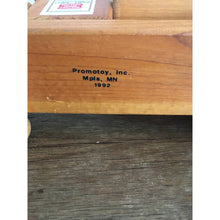 Promotoy, Inc.
Mpls, MN
1992